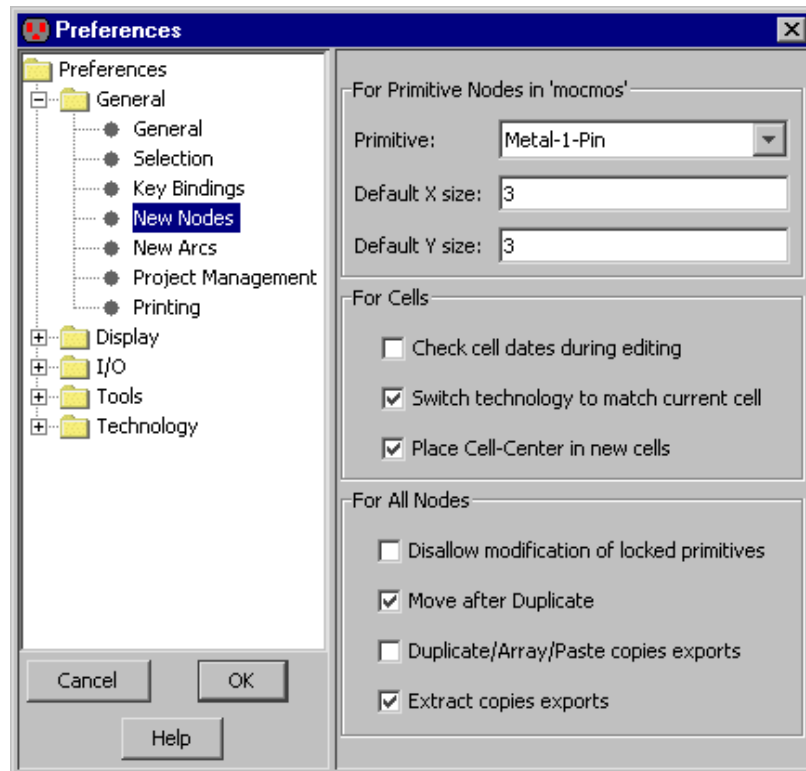 Preferences
Preferences
General
General
Selection
Key Bindings
New Nodes
New Arcs
Project Management
Printing
Display
I/O
Tools
Technology
Cancel
OK
Help
For Primitive Nodes in 'mocmos'
Primitive: Metal-1-Pin
Default X size: 3
Default Y size: 3
For Cells
Check cell dates during editing
Switch technology to match current cell
Place Cell-Center in new cells
For All Nodes
Disallow modification of locked primitives
Move after Duplicate
Duplicate/Array/Paste copies exports
Extract copies exports